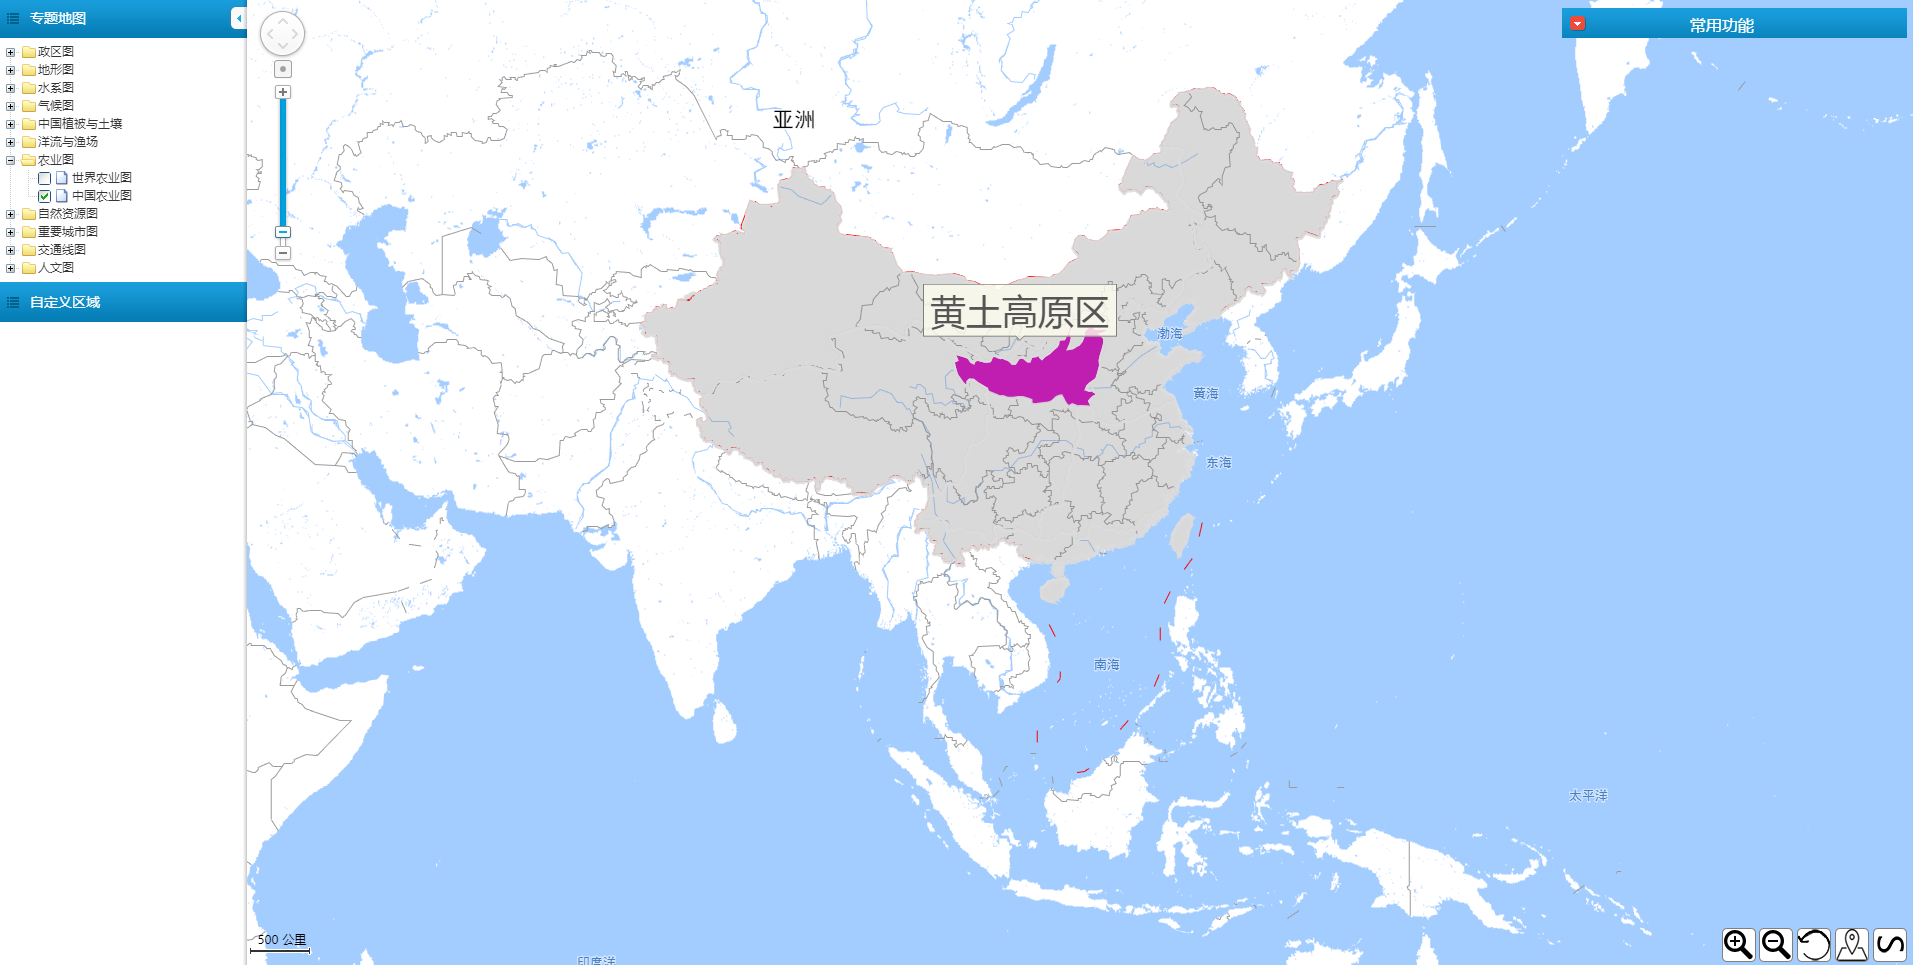 专题地图
政区图
地形图
水系图
气候图
中国植被与土壤
洋流与渔场
农业图
世界农业图
中国农业图
自然资源图
重要城市图
交通线图
人文图
自定义区域
常用功能
亚洲
黄土高原区
渤海
黄海
东海
南海
太平洋
500 公里
印度洋